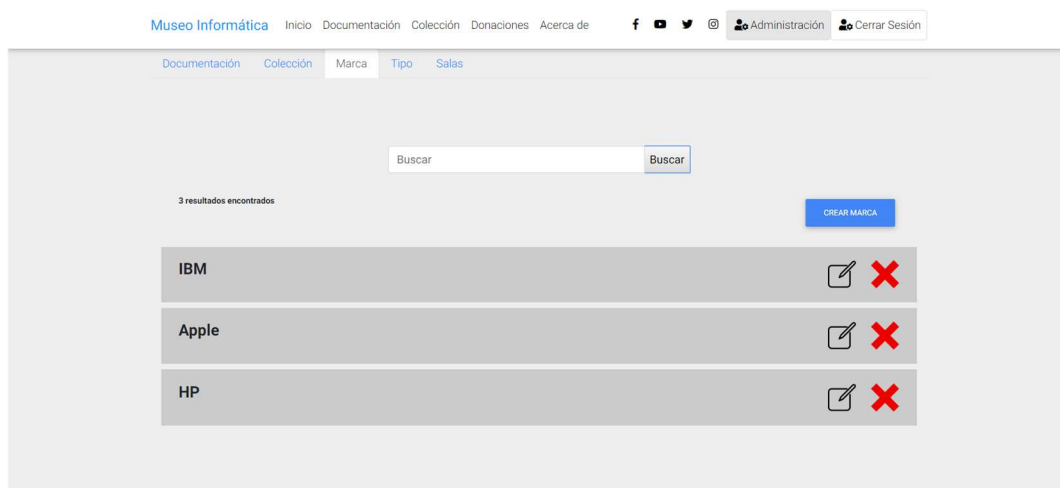 Museo Informática Inicio Documentación Colección Donaciones Acerca de Administración Cerrar Sesión
Documentación Colección Marca Tipo Salas
Buscar Buscar
3 resultados encontrados
CREAR MARCA
IBM
Apple
HP